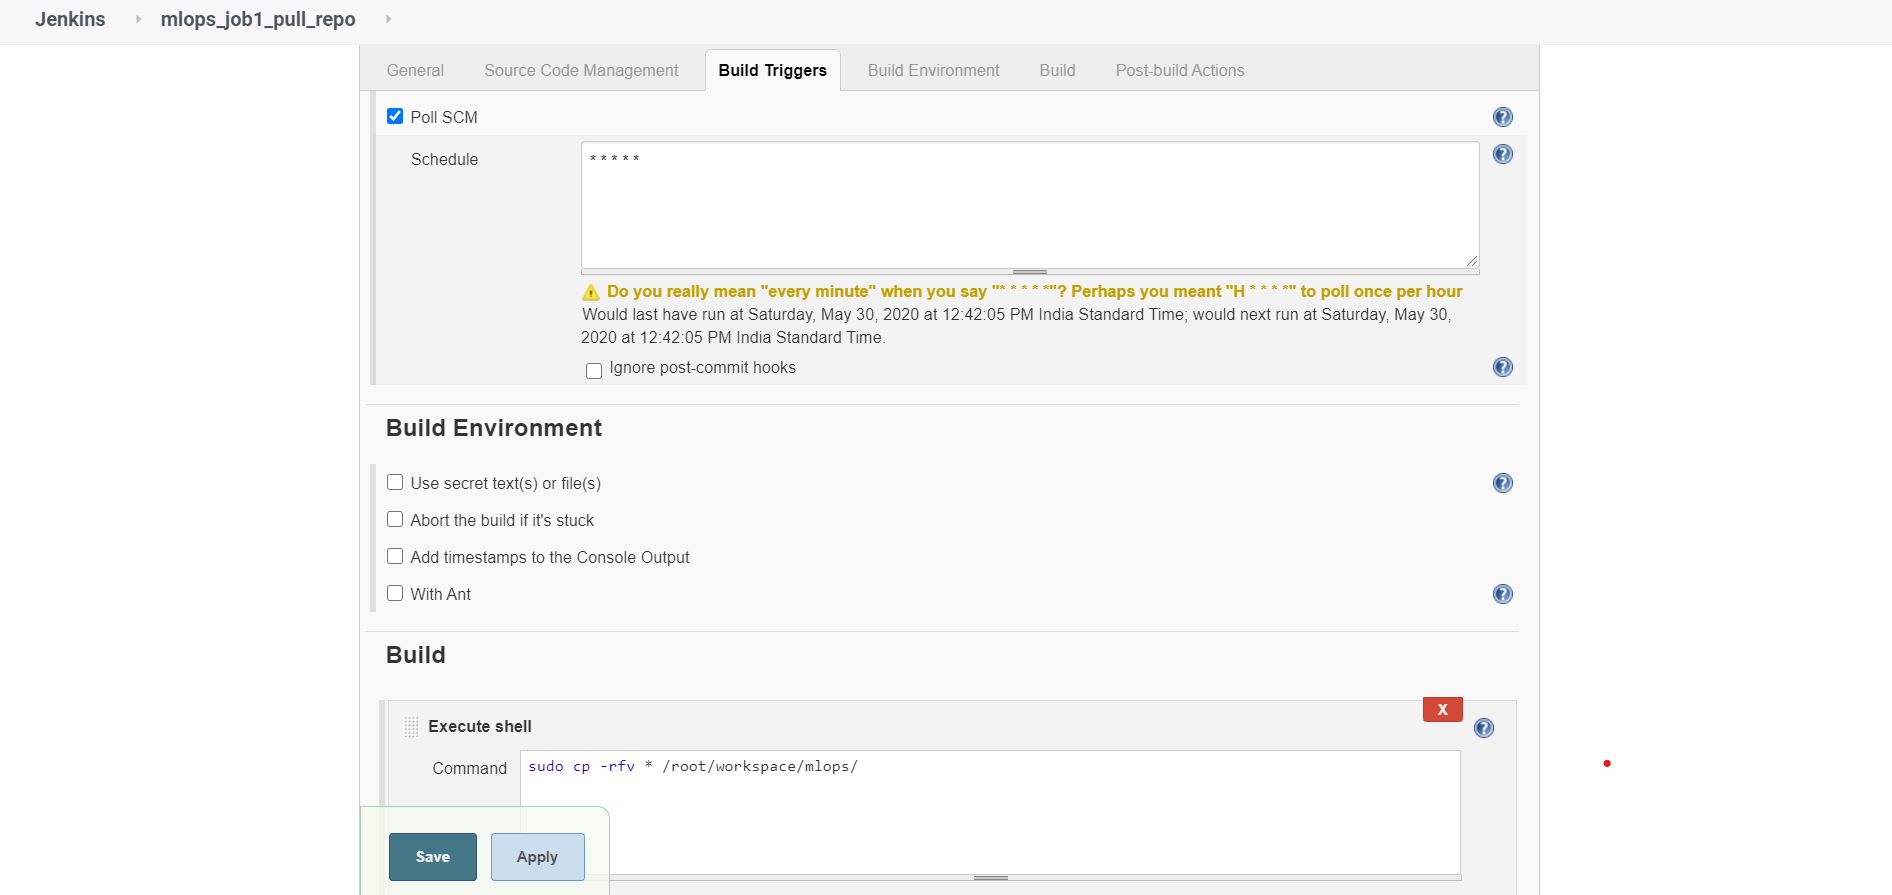 Jenkins mlops_job1_pull_repo
General Source Code Management Build Triggers Build Environment Build Post-build Actions
Poll SCM
Schedule
* * * * *
Do you really mean "every minute" when you say "* * * * *"? Perhaps you meant "H * * * *" to poll once per hour
Would last have run at Saturday, May 30, 2020 at 12:42:05 PM India Standard Time; would next run at Saturday, May 30,
2020 at 12:42:05 PM India Standard Time.
Ignore post-commit hooks
Build Environment
Use secret text(s) or file(s)
Abort the build if it's stuck
Add timestamps to the Console Output
With Ant
Build
X
Execute shell
Command
sudo cp -rfv * /root/workspace/mlops/
Save Apply